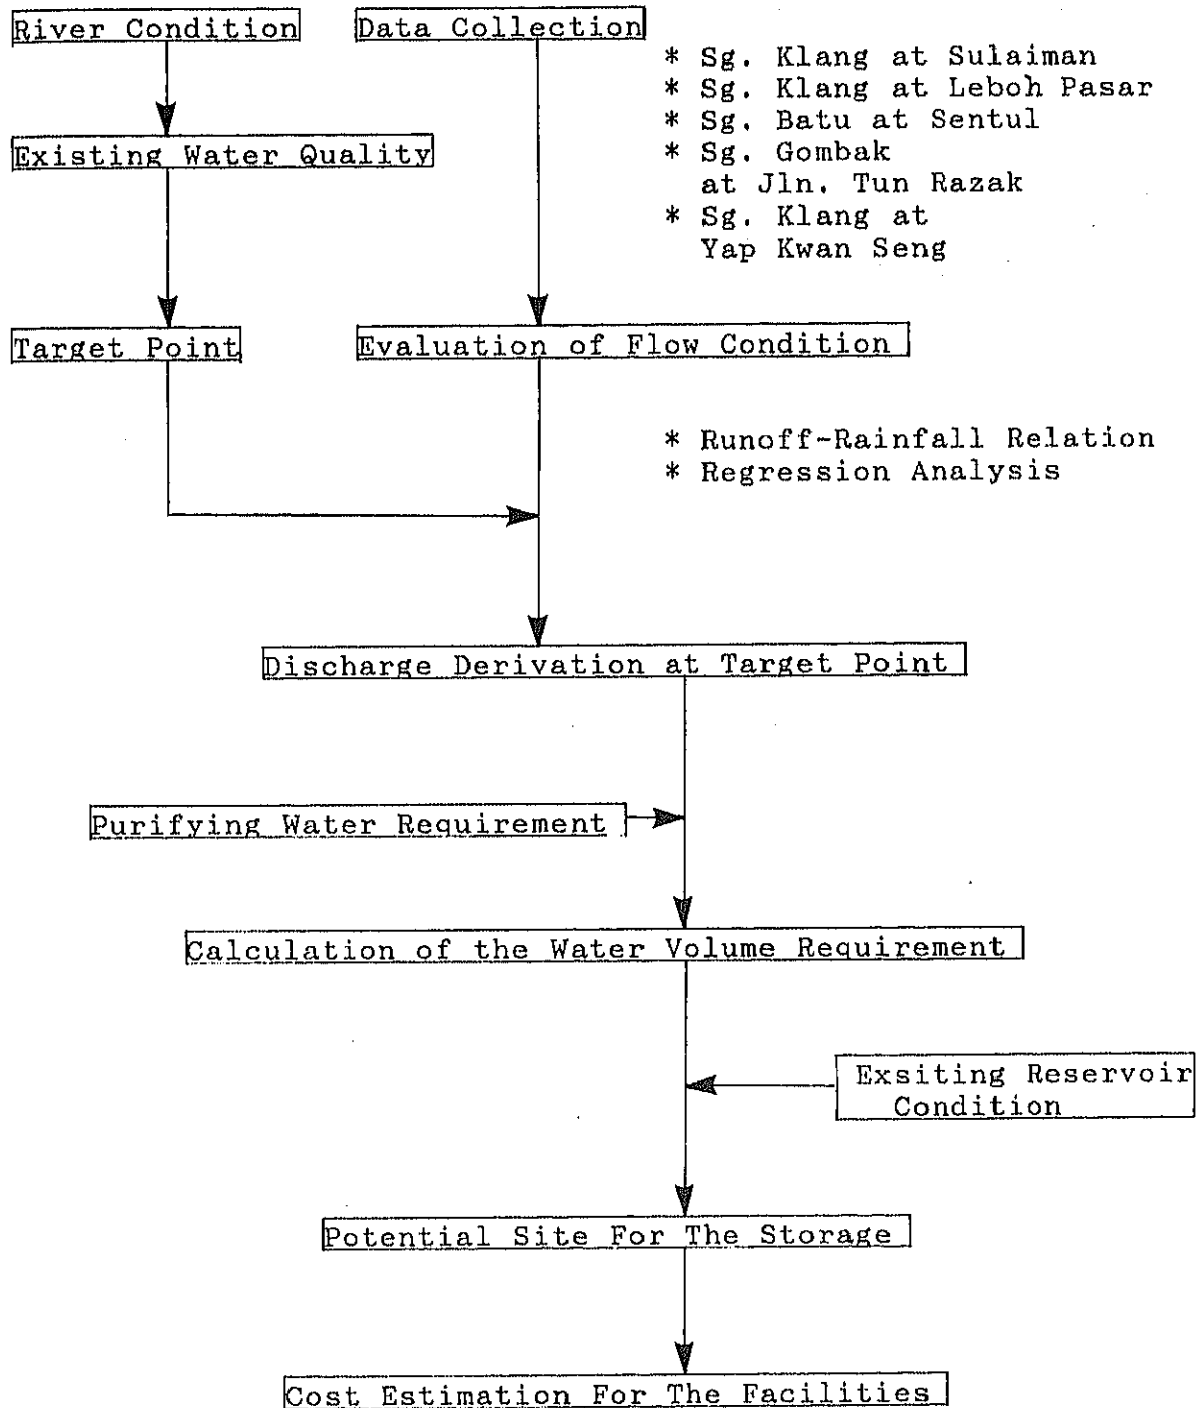 River Condition
Data Collection
* Sg. Klang at Sulaiman
* Sg. Klang at Leboh Pasar
* Sg. Batu at Sentul
* Sg. Gombak
at Jln. Tun Razak
* Sg. Klang at
Yap Kwan Seng
Existing Water Quality
Target Point
Evaluation of Flow Condition
* Runoff-Rainfall Relation
* Regression Analysis
Discharge Derivation at Target Point
Purifying Water Requirement
Calculation of the Water Volume Requirement
Exsiting Reservoir
Condition
Potential Site For The Storage
Cost Estimation For The Facilities